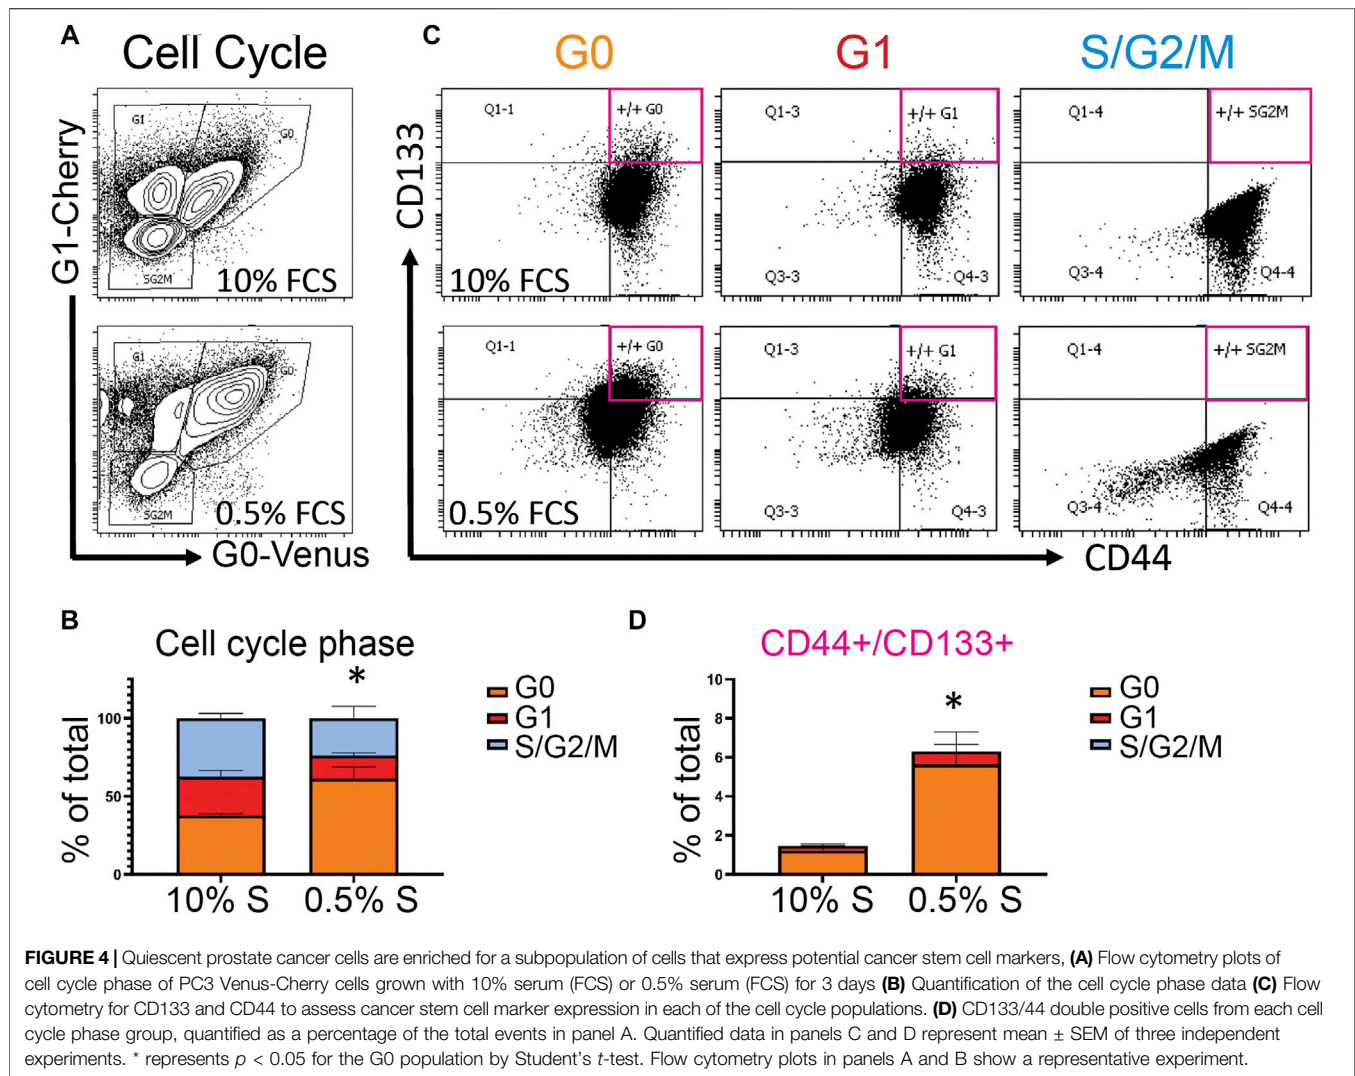 A
Cell Cycle
G1-Cherry
G1
G0
SG2M
10% FCS
G1
G0
SG2M
0.5% FCS
G0-Venus
C
G0
G1
S/G2/M
CD133
Q1-1
+/+ G0
10% FCS
Q1-3
+/+ G1
Q3-3
Q4-3
Q1-4
+/+ SG2M
Q3-4
Q4-4
Q1-1
+/+ G0
0.5% FCS
Q1-3
+/+ G1
Q3-3
Q4-3
Q1-4
+/+ SG2M
Q3-4
Q4-4
CD44
B
Cell cycle phase
*
% of total
100
50
0
10% S
0.5% S
G0
G1
S/G2/M
D
CD44+/CD133+
*
% of total
10
8
6
4
2
0
10% S
0.5% S
G0
G1
S/G2/M
FIGURE 4 | Quiescent prostate cancer cells are enriched for a subpopulation of cells that express potential cancer stem cell markers, (A) Flow cytometry plots of
cell cycle phase of PC3 Venus-Cherry cells grown with 10% serum (FCS) or 0.5% serum (FCS) for 3 days (B) Quantification of the cell cycle phase data (C) Flow
cytometry for CD133 and CD44 to assess cancer stem cell marker expression in each of the cell cycle populations. (D) CD133/44 double positive cells from each cell
cycle phase group, quantified as a percentage of the total events in panel A. Quantified data in panels C and D represent mean ± SEM of three independent
experiments. * represents p < 0.05 for the G0 population by Student’s t-test. Flow cytometry plots in panels A and B show a representative experiment.